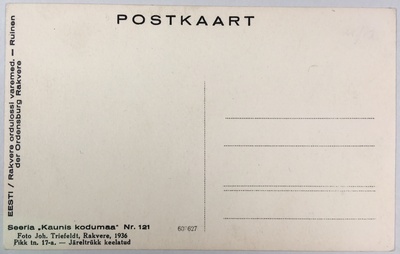 POSTKAART
EESTI / Rakvere ordulossi varemed. — Ruinen
der Ordensburg Rakvere
Seeria „Kaunis kodumaa" Nr. 121
Foto Joh. Triefeldt, Rakvere, 1936
Pikk tn. 17-a. — Järeltrükk keelatud
60*627